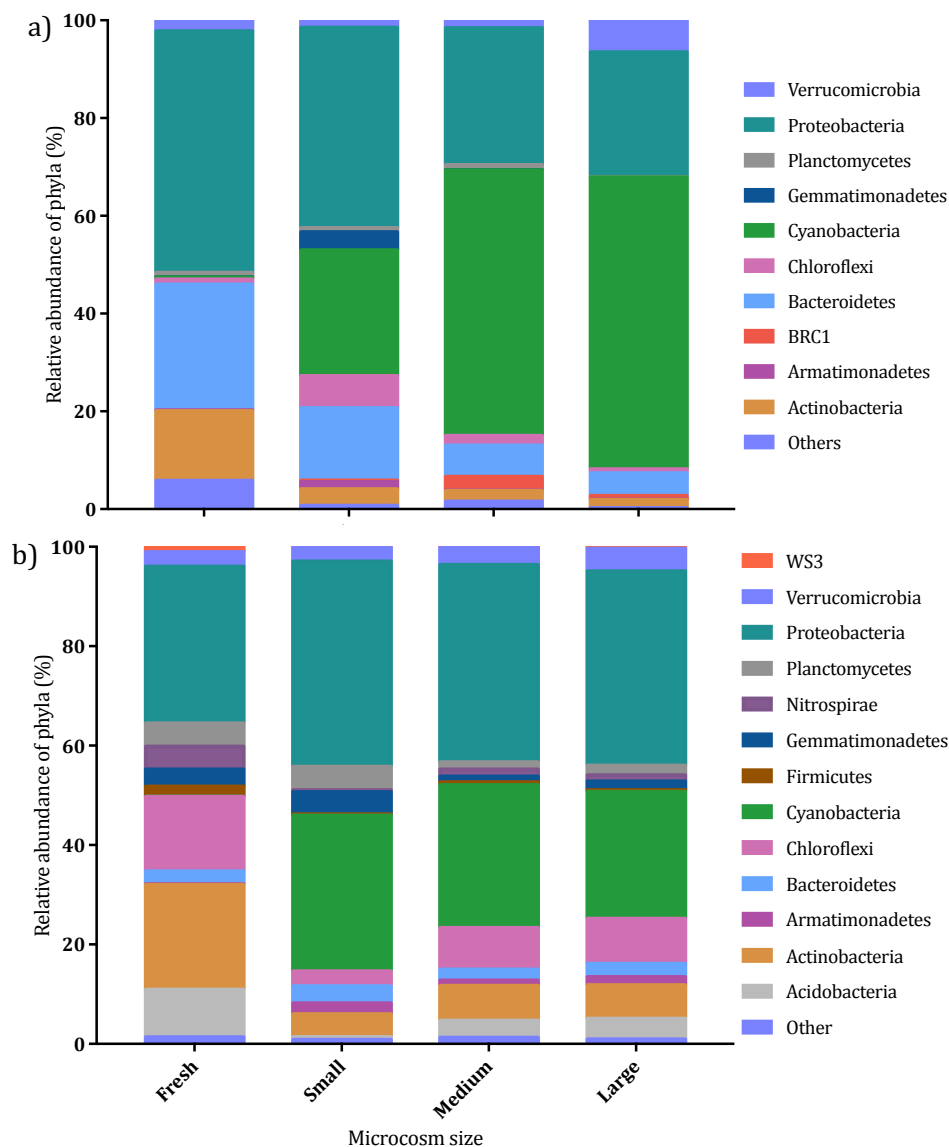 a)
Relative abundance of phyla (%)
100
80
60
40
20
0
Verrucomicrobia
Proteobacteria
Planctomycetes
Gemmatimonadetes
Cyanobacteria
Chloroflexi
Bacteroidetes
BRC1
Armatimonadetes
Actinobacteria
Others
b)
Relative abundance of phyla (%)
100
80
60
40
20
0
WS3
Verrucomicrobia
Proteobacteria
Planctomycetes
Nitrospirae
Gemmatimonadetes
Firmicutes
Cyanobacteria
Chloroflexi
Bacteroidetes
Armatimonadetes
Actinobacteria
Acidobacteria
Other
Fresh
Small
Medium
Large
Microcosm size